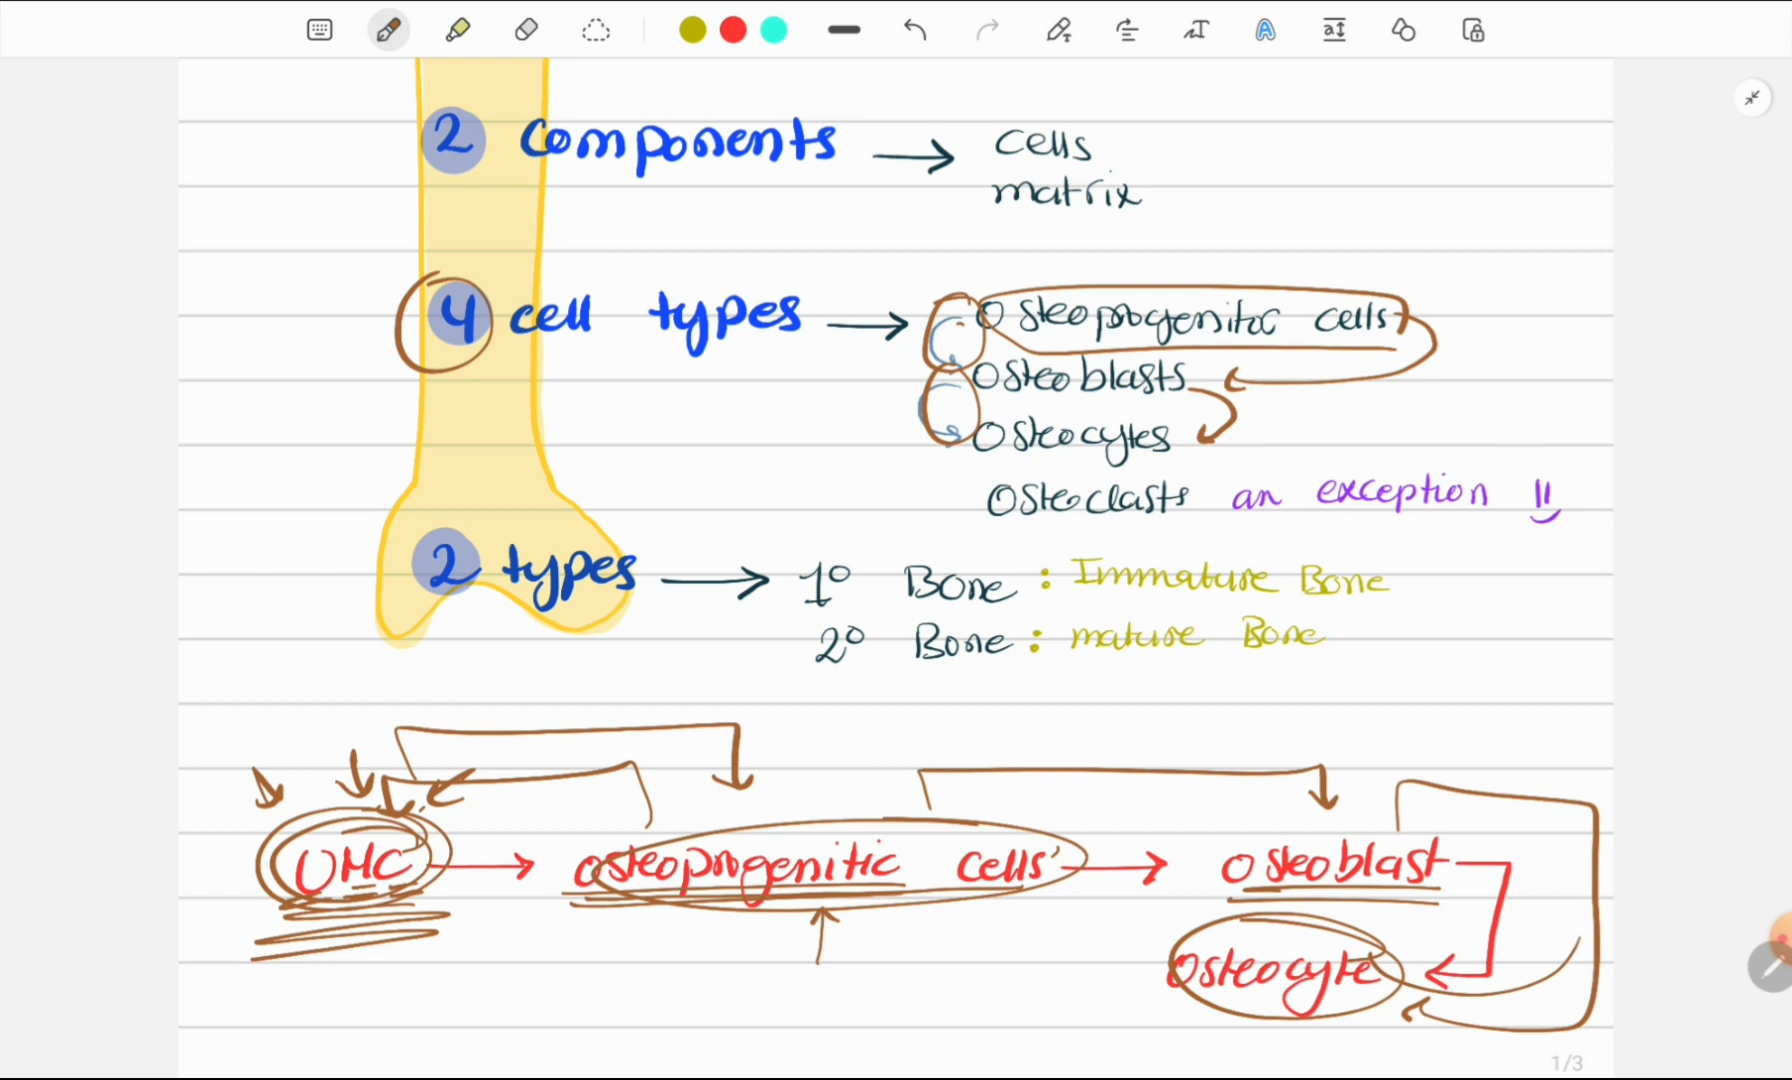 2 Components → Cells
matrix
4 cell types → Osteoprogenitor cells
Osteoblasts
Osteocytes
Osteoclasts an exception !!
2 types → 1° Bone : Immature Bone
2° Bone : mature Bone
UMC → Osteoprogenitic cells → Osteoblast
Osteocyte
1/3